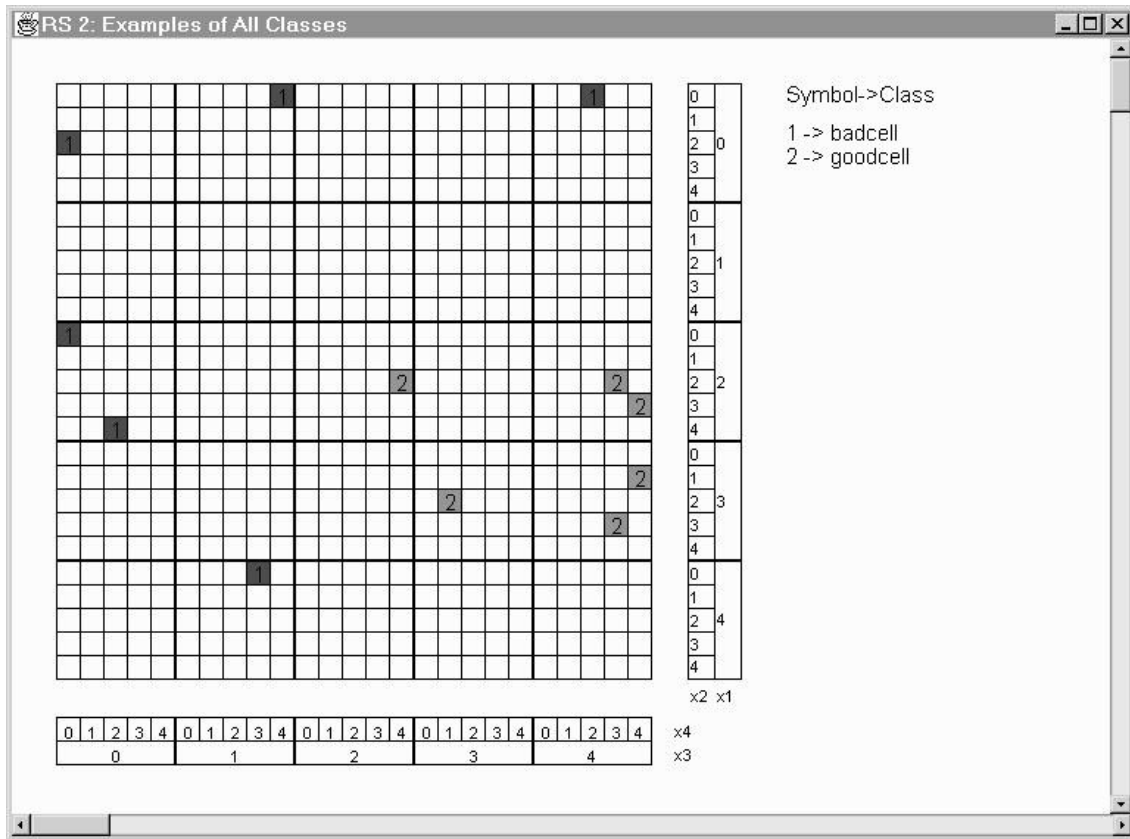 RS 2: Examples of All Classes
1 1 0 Symbol->Class
1
1 2 0 1 -> badcell
3 2 -> goodcell
4
0
1
2 1
3
4
1 0
1
2 2 2 2
2 3
1 4
0
2 1
2 2 3
2 3
4
1 0
1
2 4
3
4
x2 x1
0 1 2 3 4 0 1 2 3 4 0 1 2 3 4 0 1 2 3 4 0 1 2 3 4 x4
0 1 2 3 4 x3